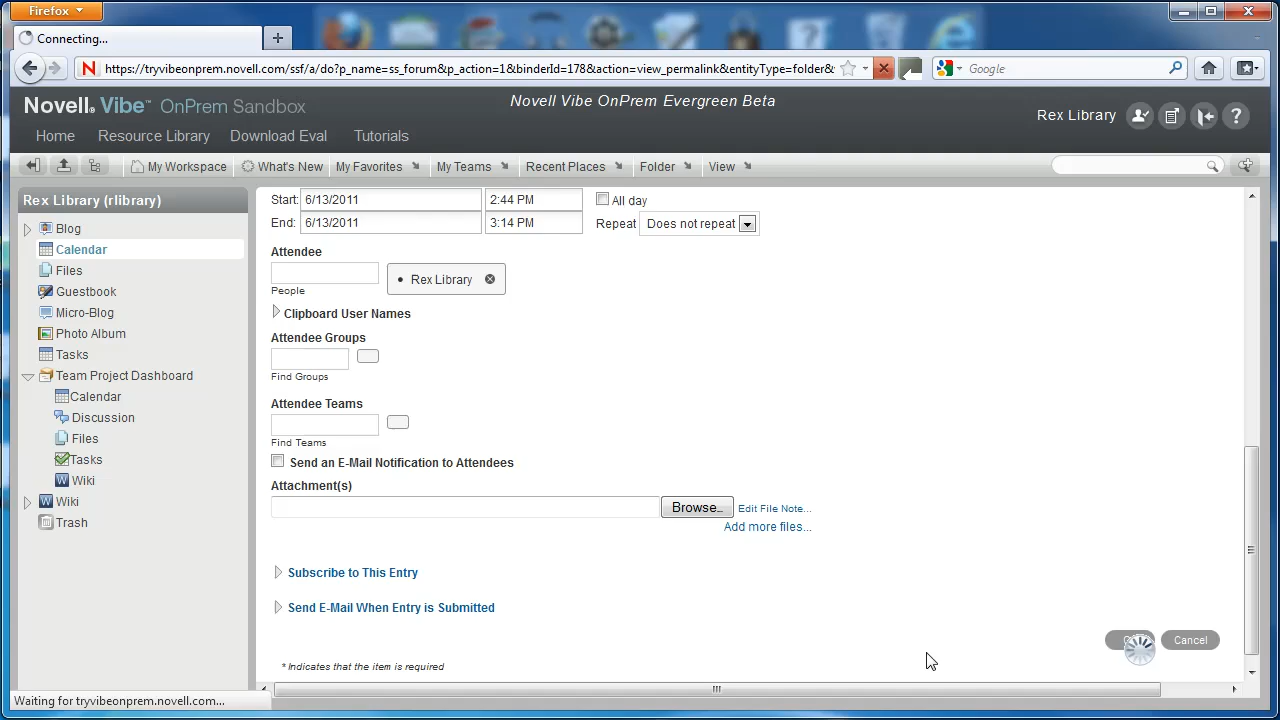 Firefox
Connecting...
https://tryvibeonprem.novell.com/ssf/a/do?p_name=ss_forum&p_action=1&binderId=178&action=view_permalink&entityType=folder&
Google
Novell® Vibe™ OnPrem Sandbox
Novell Vibe OnPrem Evergreen Beta
Rex Library
Home Resource Library Download Eval Tutorials
My Workspace What's New My Favorites My Teams Recent Places Folder View
Rex Library (rlibrary)
Blog
Calendar
Files
Guestbook
Micro-Blog
Photo Album
Tasks
Team Project Dashboard
Calendar
Discussion
Files
Tasks
Wiki
Wiki
Trash
Start: 6/13/2011 2:44 PM All day
End: 6/13/2011 3:14 PM Repeat Does not repeat
Attendee
Rex Library
People
Clipboard User Names
Attendee Groups
Find Groups
Attendee Teams
Find Teams
Send an E-Mail Notification to Attendees
Attachment(s)
Browse... Edit File Note...
Add more files...
Subscribe to This Entry
Send E-Mail When Entry is Submitted
Cancel
* Indicates that the item is required
Waiting for tryvibeonprem.novell.com...